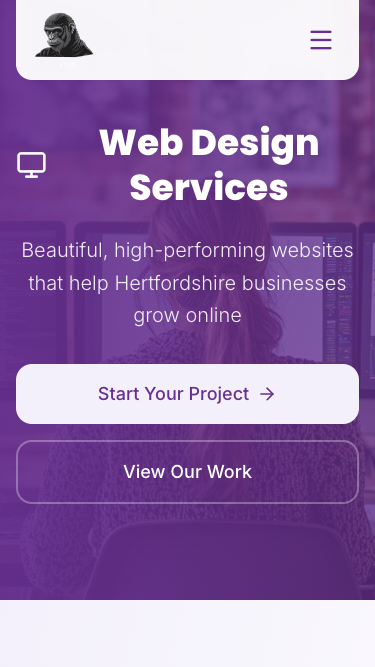 Web Design
Services
Beautiful, high-performing websites
that help Hertfordshire businesses
grow online
Start Your Project →
View Our Work